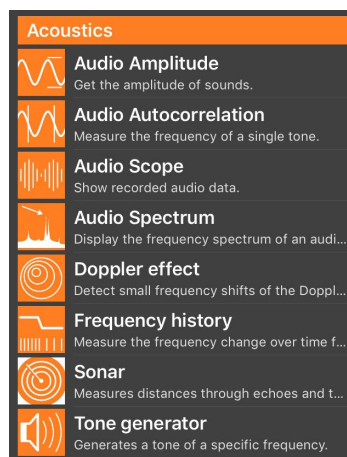 Acoustics
Audio Amplitude
Get the amplitude of sounds.
Audio Autocorrelation
Measure the frequency of a single tone.
Audio Scope
Show recorded audio data.
Audio Spectrum
Display the frequency spectrum of an audi...
Doppler effect
Detect small frequency shifts of the Doppl...
Frequency history
Measure the frequency change over time f...
Sonar
Measures distances through echoes and t...
Tone generator
Generates a tone of a specific frequency.